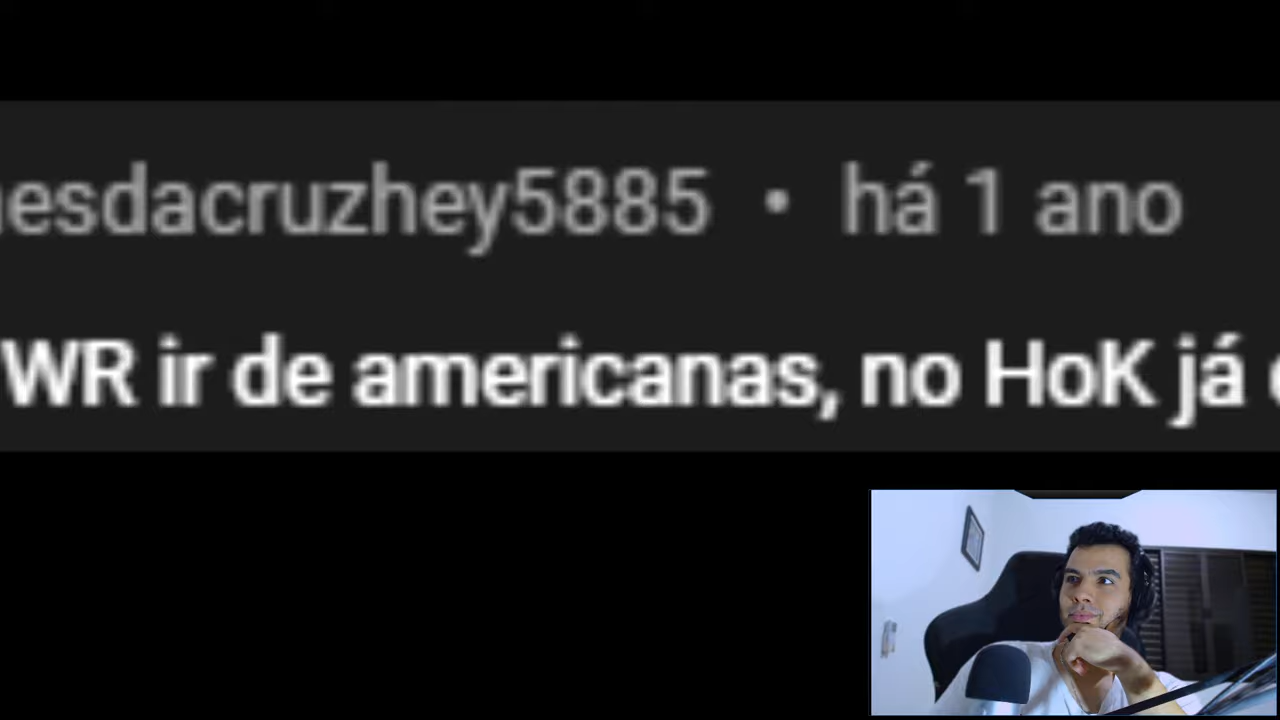 esdacruzhey5885 • há 1 ano
WR ir de americanas, no HoK já